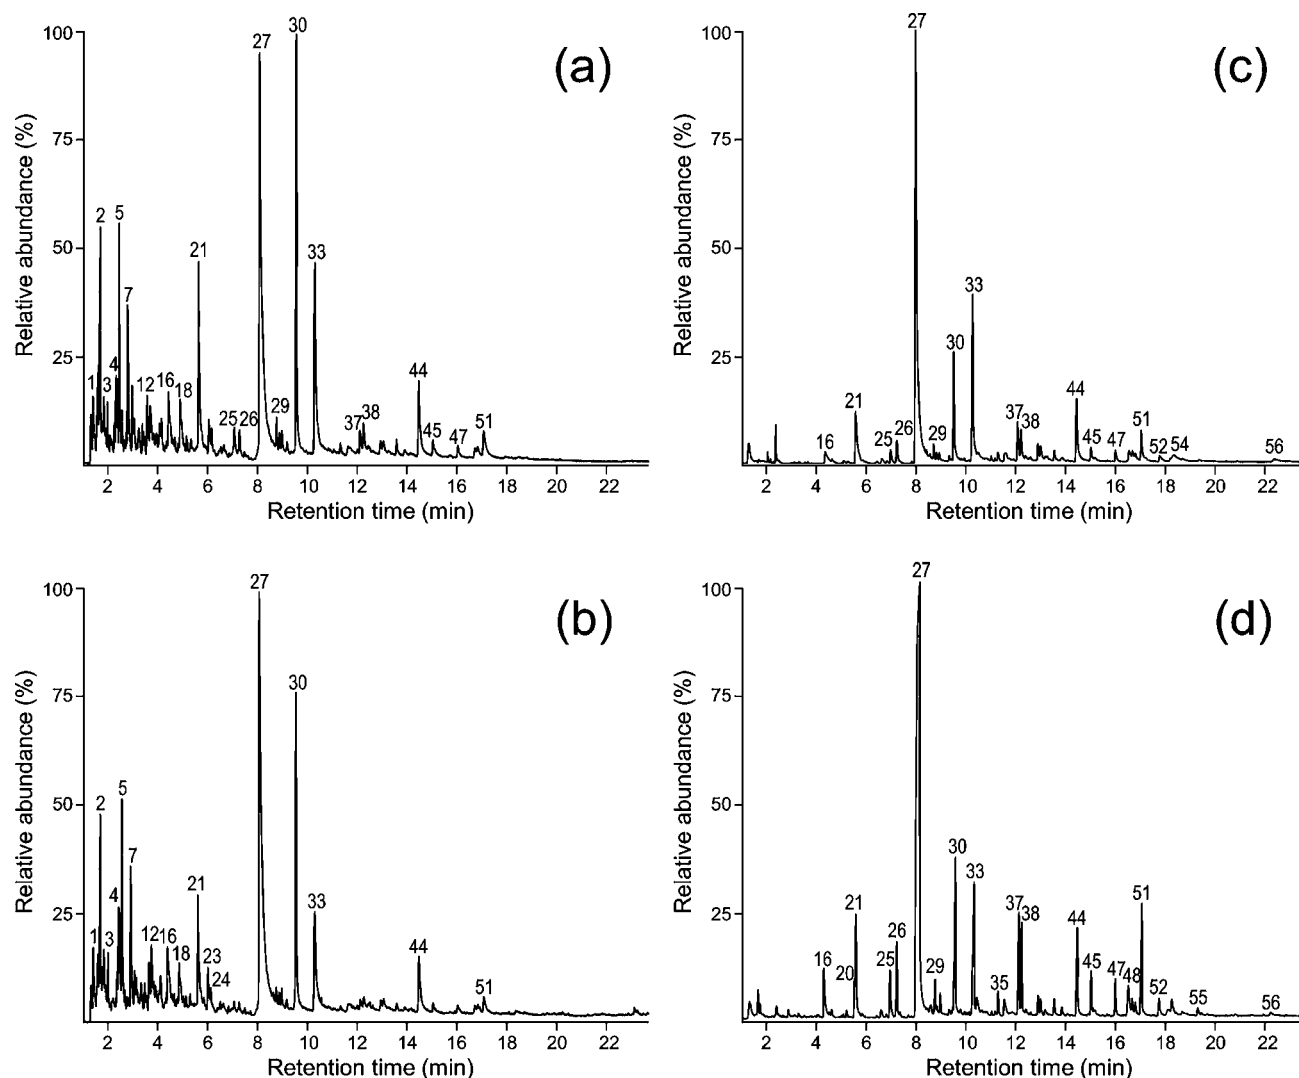 (a)
Relative abundance (%)
100
75
50
25
1 2 3 4 5 7 12 16 18 21 25 26 27 29 30 33 37 38 44 45 47 51
2 4 6 8 10 12 14 16 18 20 22
Retention time (min)
(c)
Relative abundance (%)
100
75
50
25
16 21 25 26 27 29 30 33 37 38 44 45 47 51 52 54 56
2 4 6 8 10 12 14 16 18 20 22
Retention time (min)
(b)
Relative abundance (%)
100
75
50
25
1 2 3 4 5 7 12 16 18 21 23 24 27 30 33 44 51
2 4 6 8 10 12 14 16 18 20 22
Retention time (min)
(d)
Relative abundance (%)
100
75
50
25
16 20 21 25 26 27 29 30 33 35 37 38 44 45 47 48 51 52 55 56
2 4 6 8 10 12 14 16 18 20 22
Retention time (min)